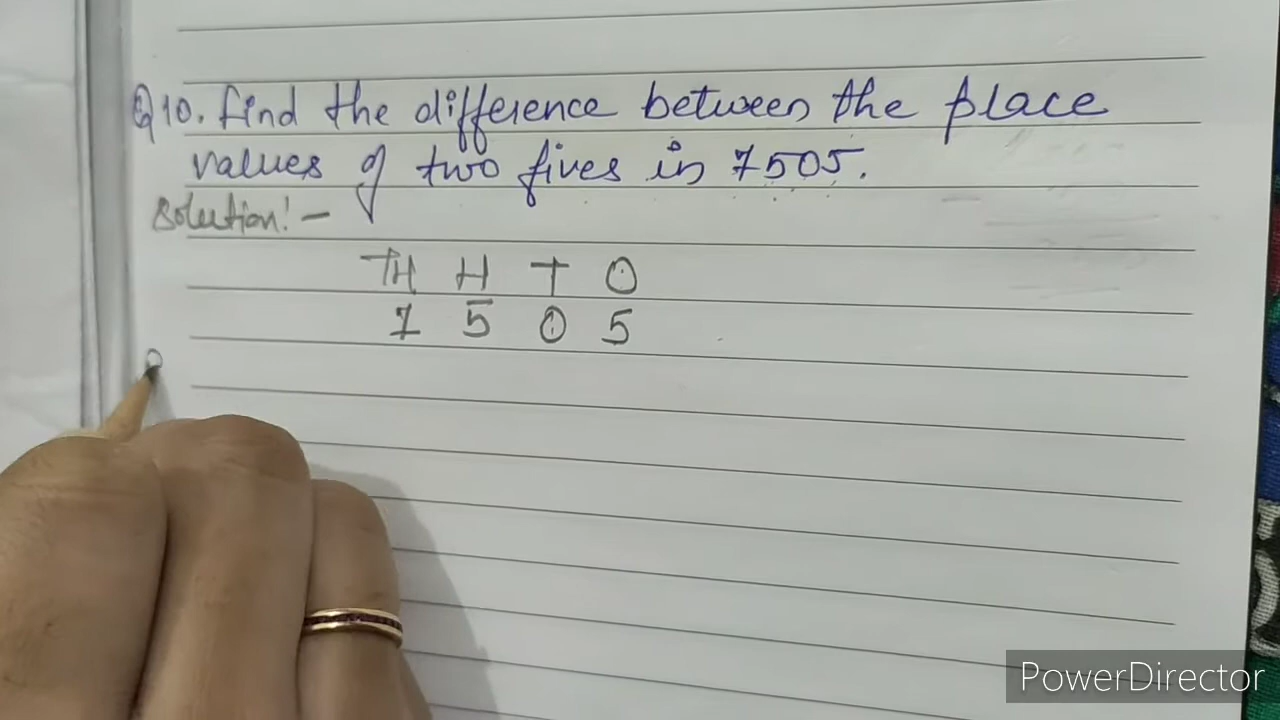 Q10. Find the difference between the place
values of two fives in 7505.
Solution:-
TH H T O
7 5 0 5
PowerDirector